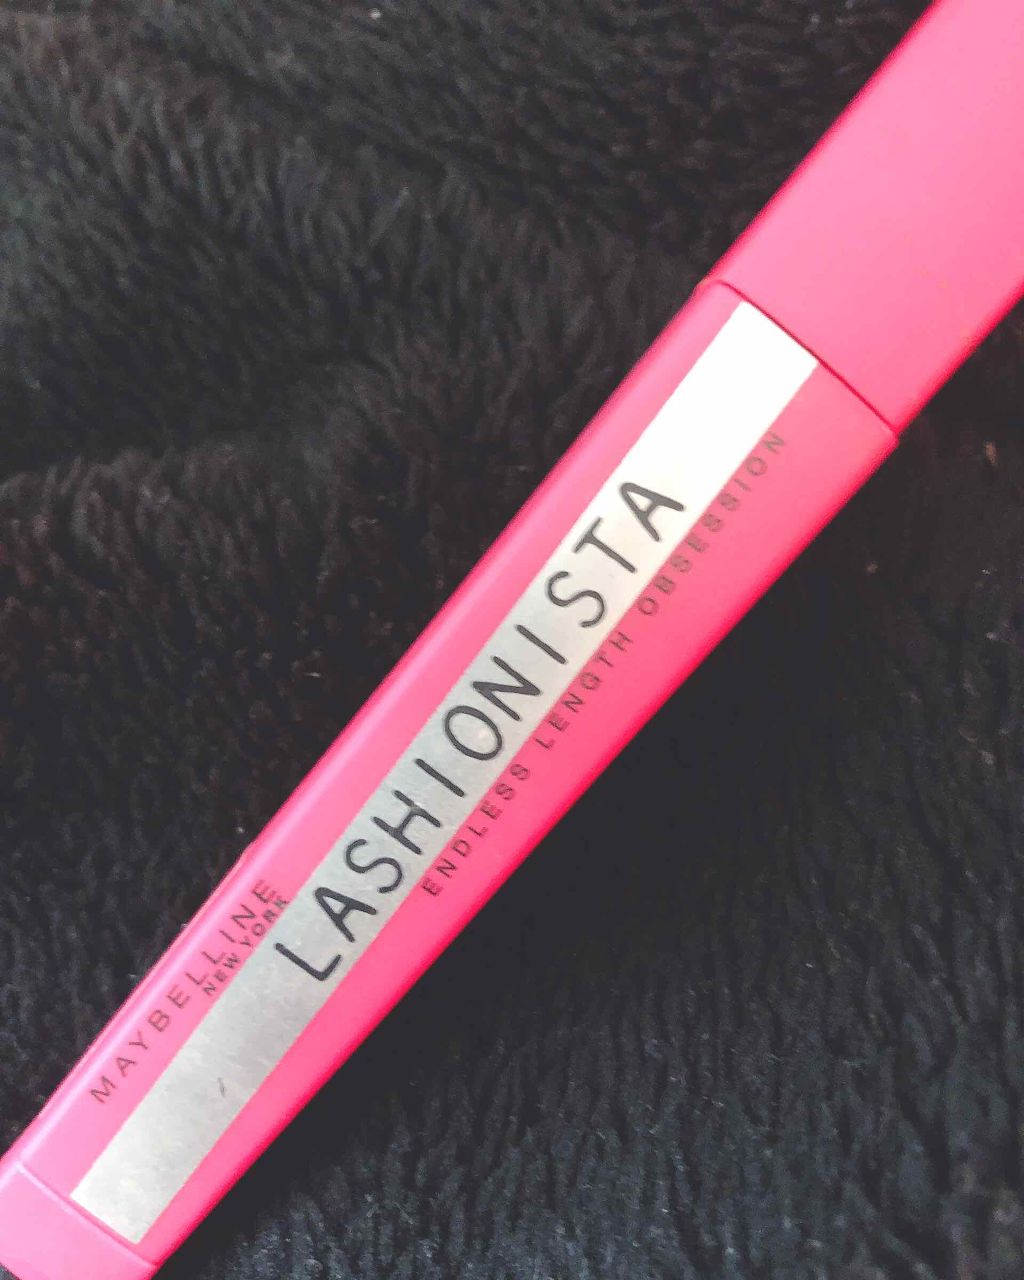 MAYBELLINE
NEW YORK
LASHIONISTA
ENDLESS LENGTH OBSESSION